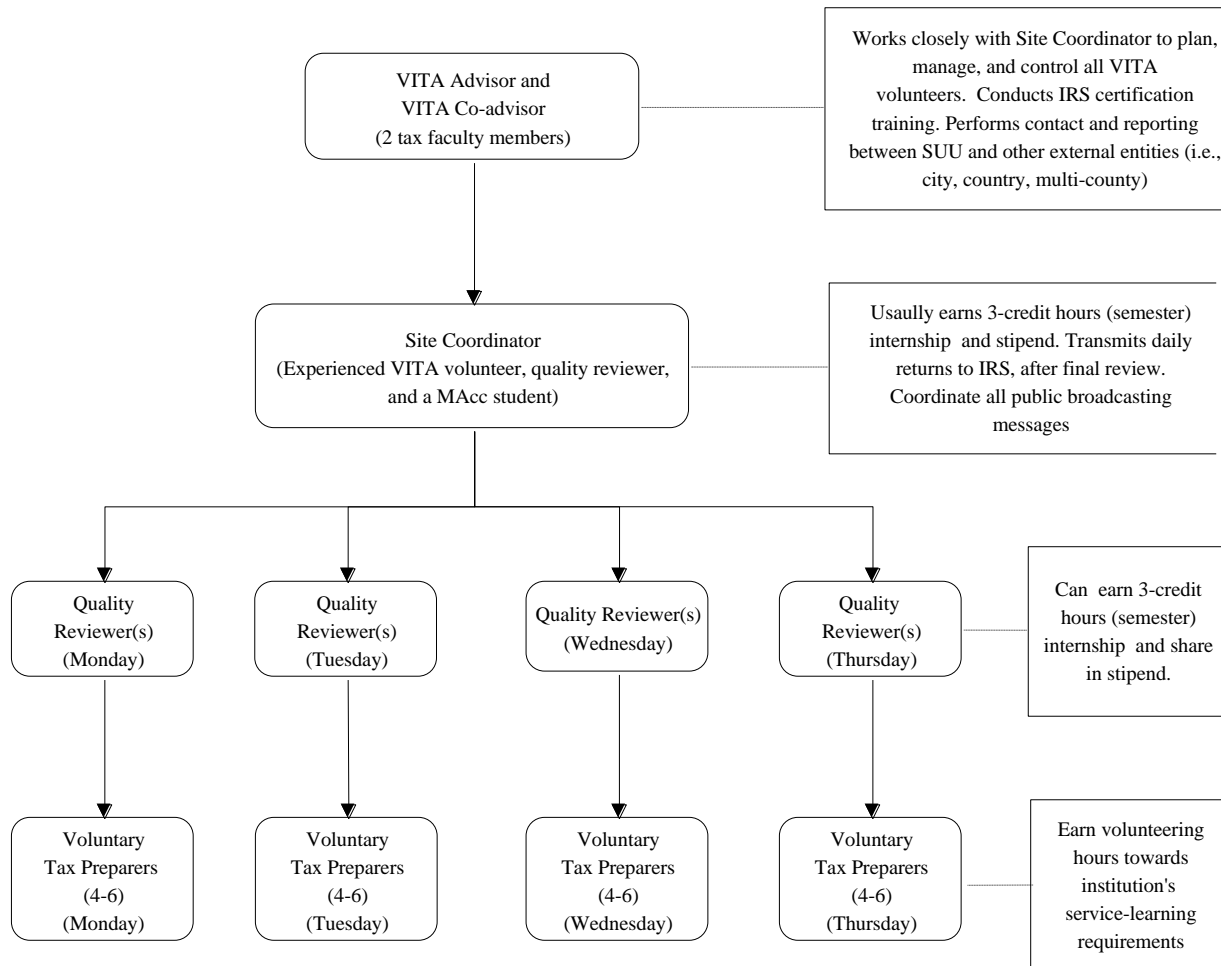 VITA Advisor and
VITA Co-advisor
(2 tax faculty members)
Works closely with Site Coordinator to plan,
manage, and control all VITA
volunteers.  Conducts IRS certification
training. Performs contact and reporting
between SUU and other external entities (i.e.,
city, country, multi-county)
Site Coordinator
(Experienced VITA volunteer, quality reviewer,
and a MAcc student)
Usaully earns 3-credit hours (semester)
internship  and stipend. Transmits daily
returns to IRS, after final review.
Coordinate all public broadcasting
messages
Quality
Reviewer(s)
(Monday)
Quality
Reviewer(s)
(Tuesday)
Quality Reviewer(s)
(Wednesday)
Quality
Reviewer(s)
(Thursday)
Can  earn 3-credit
hours (semester)
internship  and share
in stipend.
Voluntary
Tax Preparers
(4-6)
(Monday)
Voluntary
Tax Preparers
(4-6)
(Tuesday)
Voluntary
Tax Preparers
(4-6)
(Wednesday)
Voluntary
Tax Preparers
(4-6)
(Thursday)
Earn volunteering
hours towards
institution's
service-learning
requirements